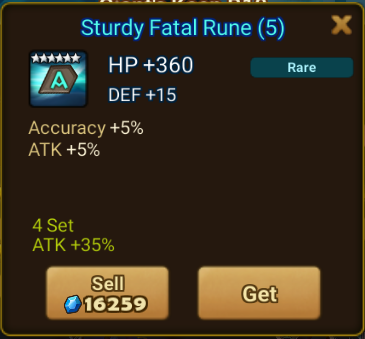 Sturdy Fatal Rune (5)
HP +360
Rare
DEF +15
Accuracy +5%
ATK +5%
4 Set
ATK +35%
Sell
16259
Get